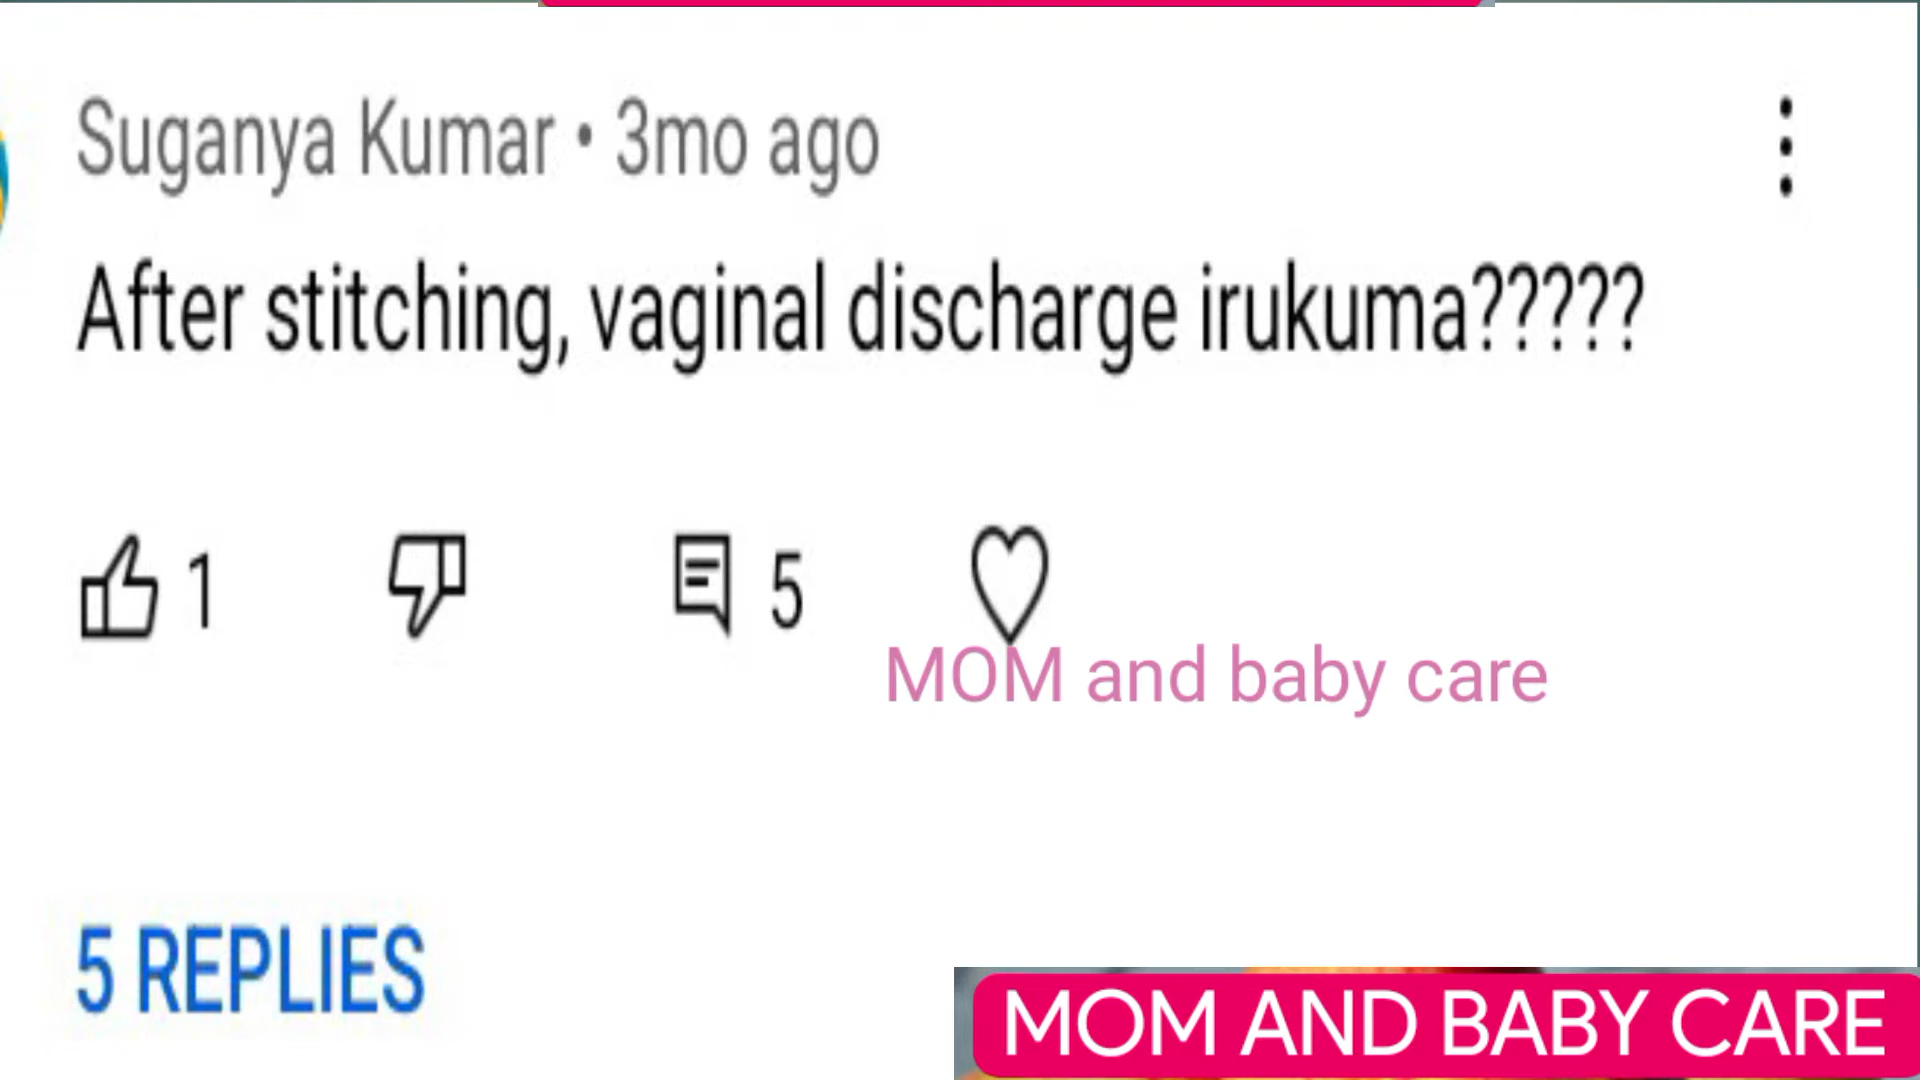 Suganya Kumar • 3mo ago
After stitching, vaginal discharge irukuma?????
1 5
MOM and baby care
5 REPLIES
MOM AND BABY CARE